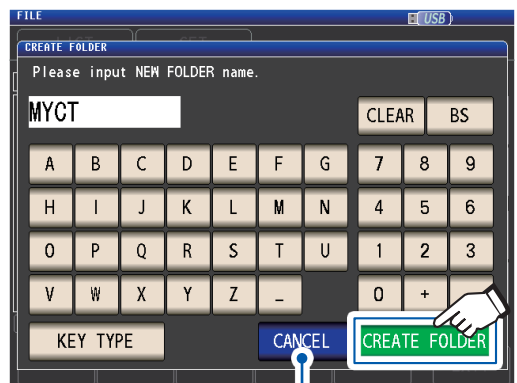 FILE USB
CREATE FOLDER
Please input NEW FOLDER name.
MYCT CLEAR BS
A B C D E F G 7 8 9
H I J K L M N 4 5 6
O P Q R S T U 1 2 3
V W X Y Z _ 0 +
KEY TYPE CANCEL CREATE FOLDER